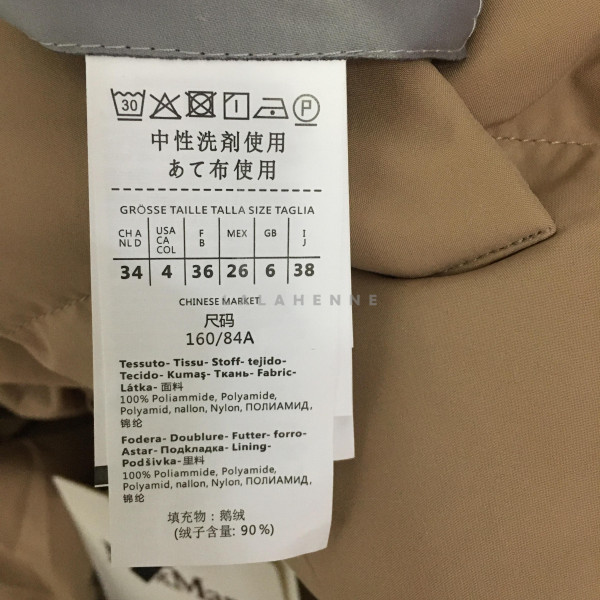 30 P
中性洗剤使用
あて布使用
GRÖSSE TAILLE TALLA SIZE TAGLIA
CH A NL D USA CA COL F B MEX GB I J
34 4 36 26 6 38
CHINESE MARKET
LILAHENNE
尺码
160/84A
Tessuto- Tissu- Stoff- tejido-
Tecido- Kumaş- Ткань- Fabric-
Látka- 面料
100% Poliammide, Polyamide,
Polyamid, nallon, Nylon, ПОЛИАМИД,
锦纶
Fodera- Doublure- Futter- forro-
Astar- Подкладка- Lining-
Podšivka- 里料
100% Poliammide, Polyamide,
Polyamid, nallon, Nylon, ПОЛИАМИД,
锦纶
填充物：鹅绒
(绒子含量: 90%)